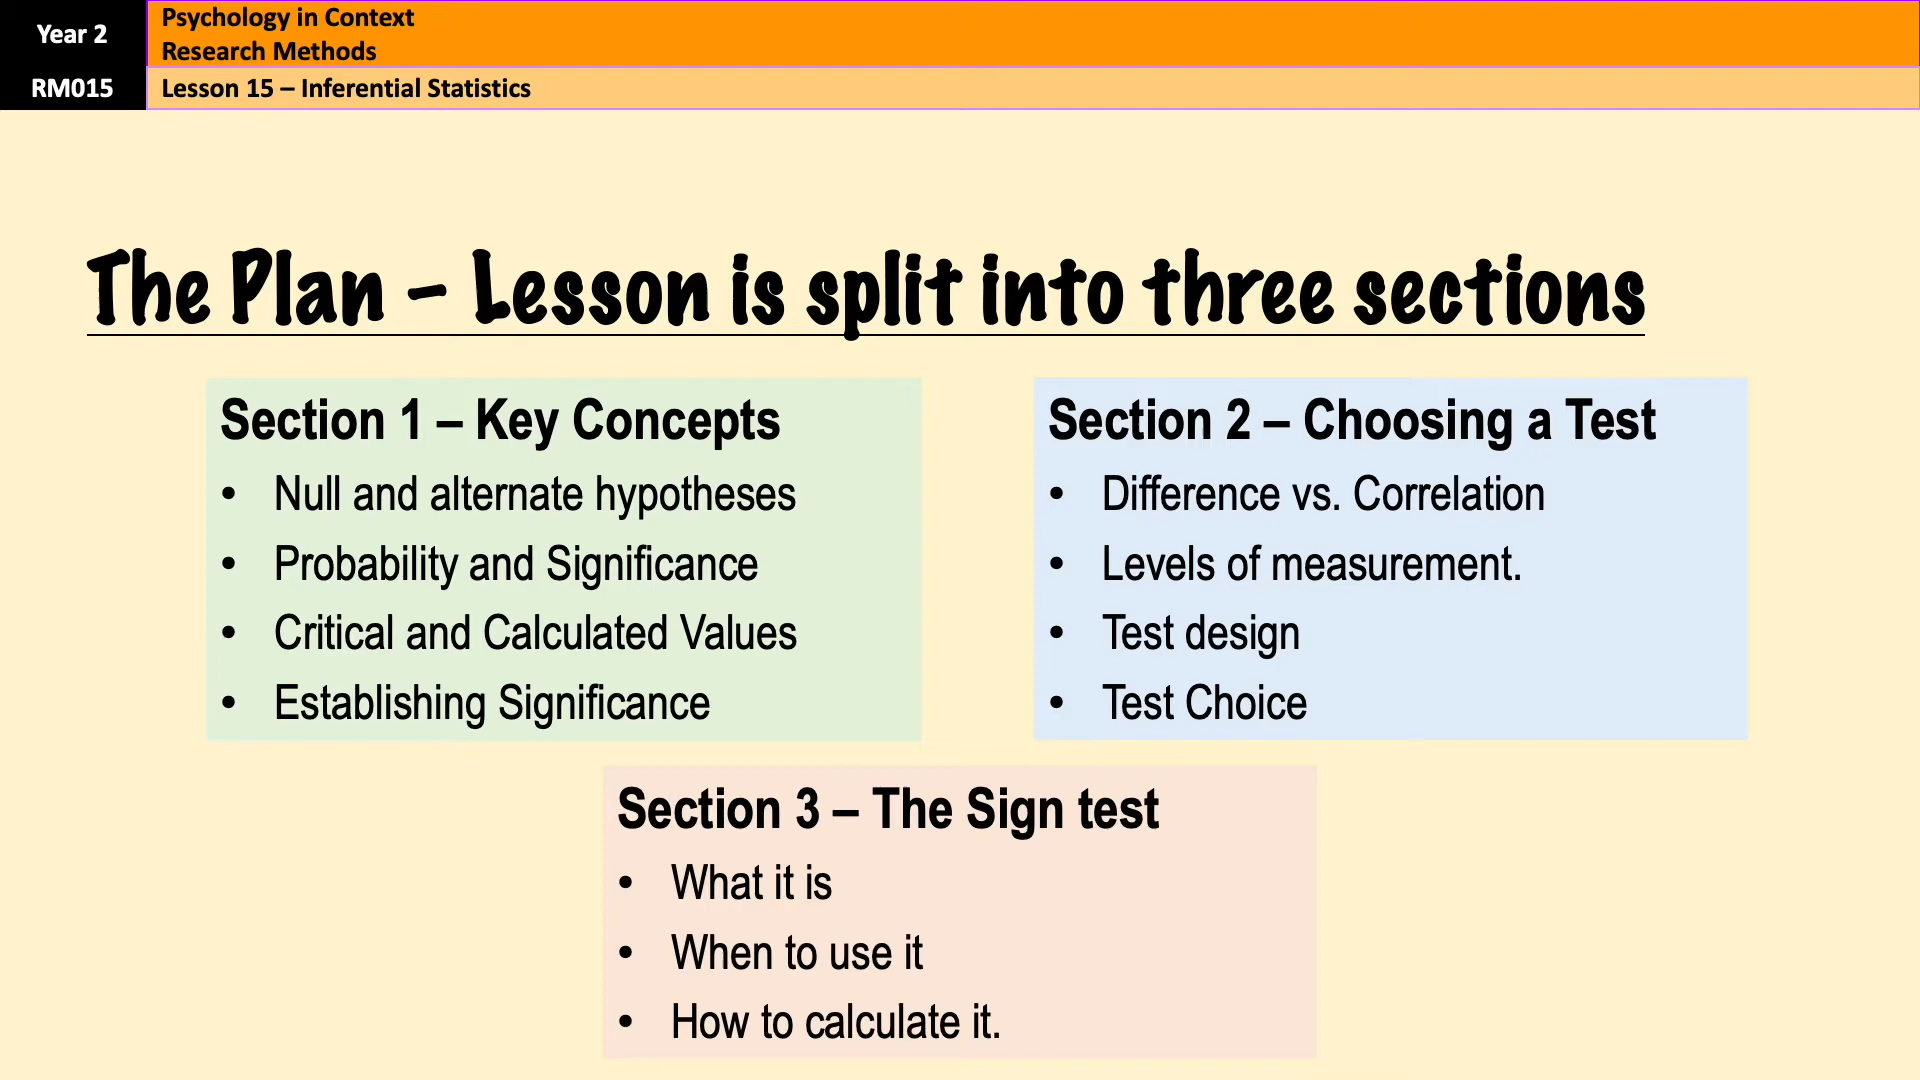 Year 2
Psychology in Context
Research Methods
RM015
Lesson 15 – Inferential Statistics
The Plan – Lesson is split into three sections
Section 1 – Key Concepts
• Null and alternate hypotheses
• Probability and Significance
• Critical and Calculated Values
• Establishing Significance
Section 2 – Choosing a Test
• Difference vs. Correlation
• Levels of measurement.
• Test design
• Test Choice
Section 3 – The Sign test
• What it is
• When to use it
• How to calculate it.